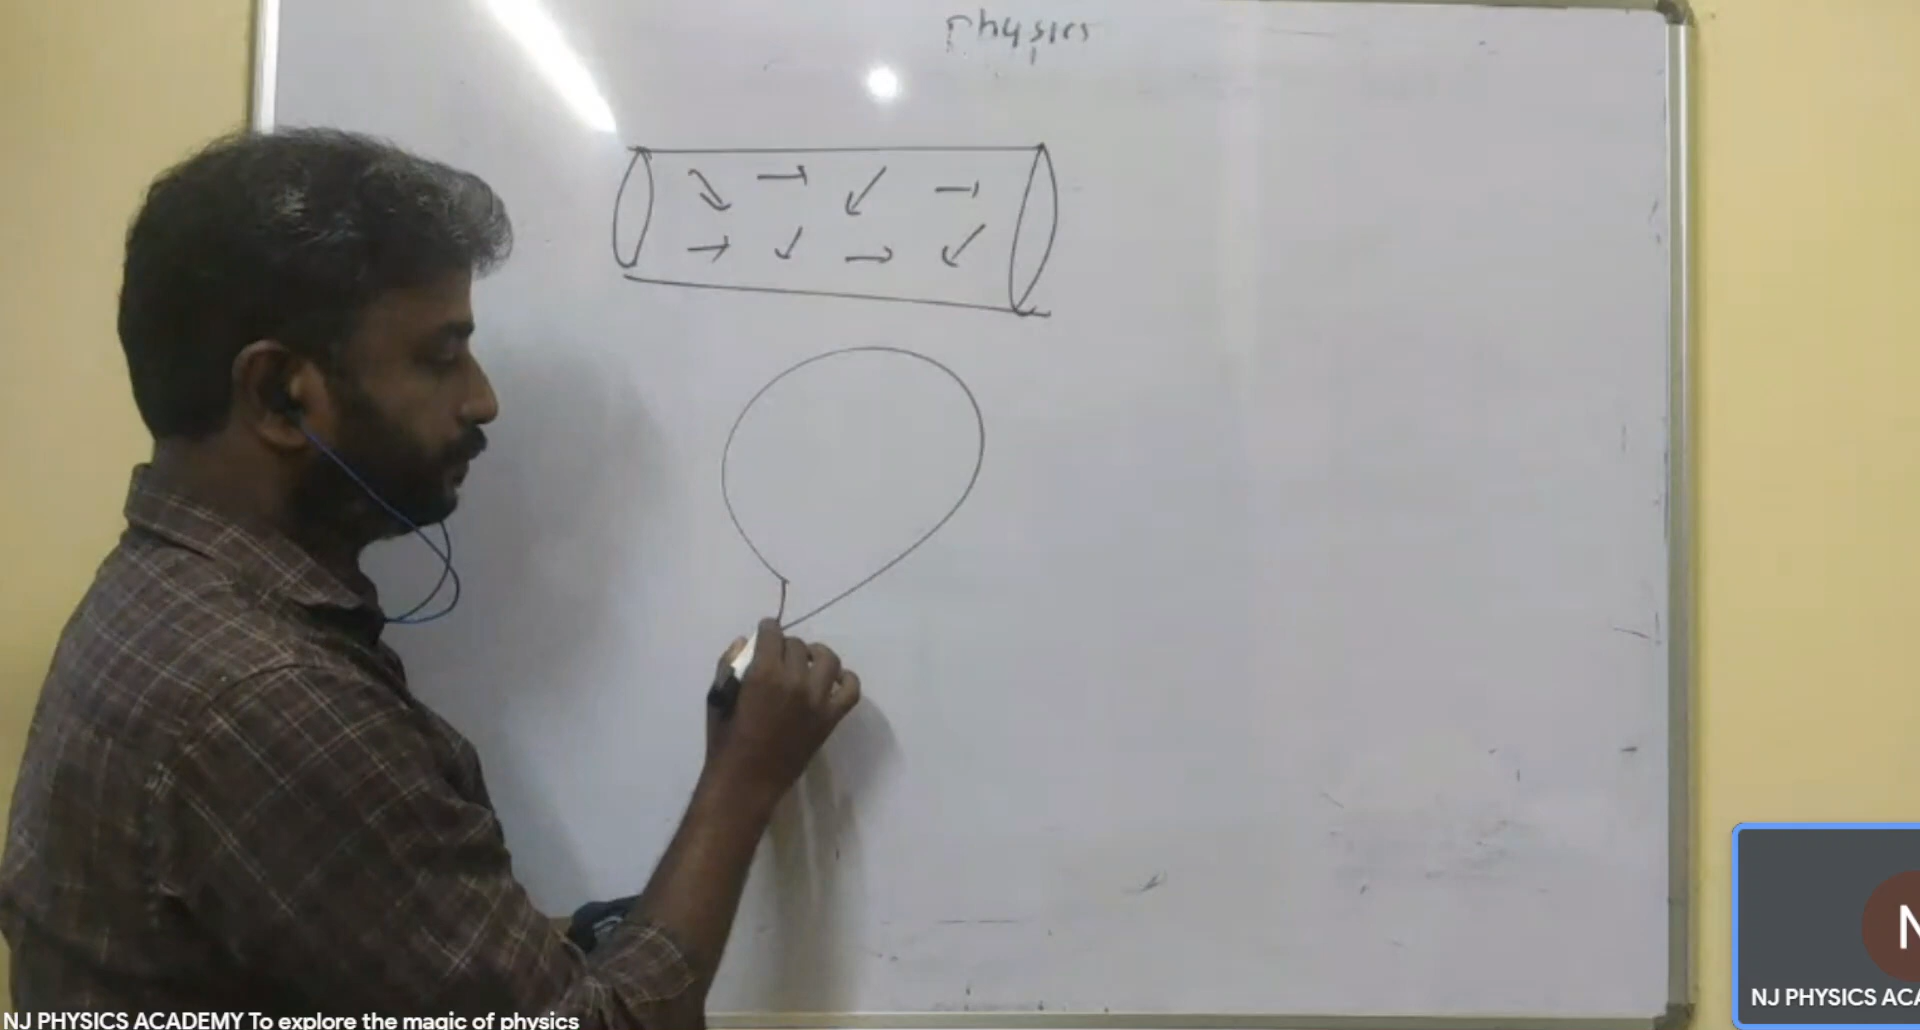 Physics
NJ PHYSICS ACADEMY To explore the magic of physics
N
NJ PHYSICS ACA